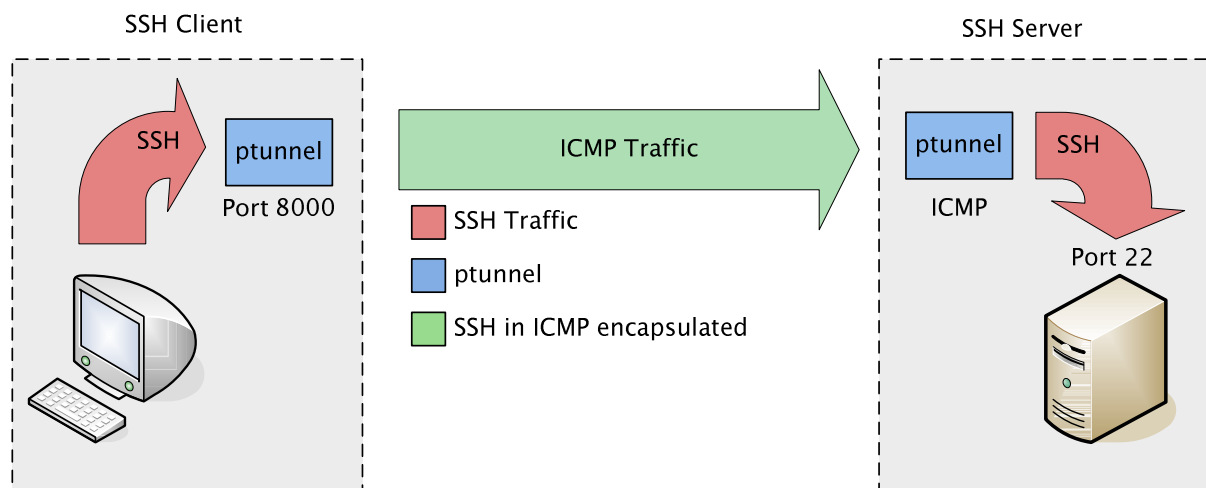 SSH Client
SSH Server
SSH
ptunnel
Port 8000
ICMP Traffic
ptunnel
SSH
ICMP
Port 22
SSH Traffic
ptunnel
SSH in ICMP encapsulated